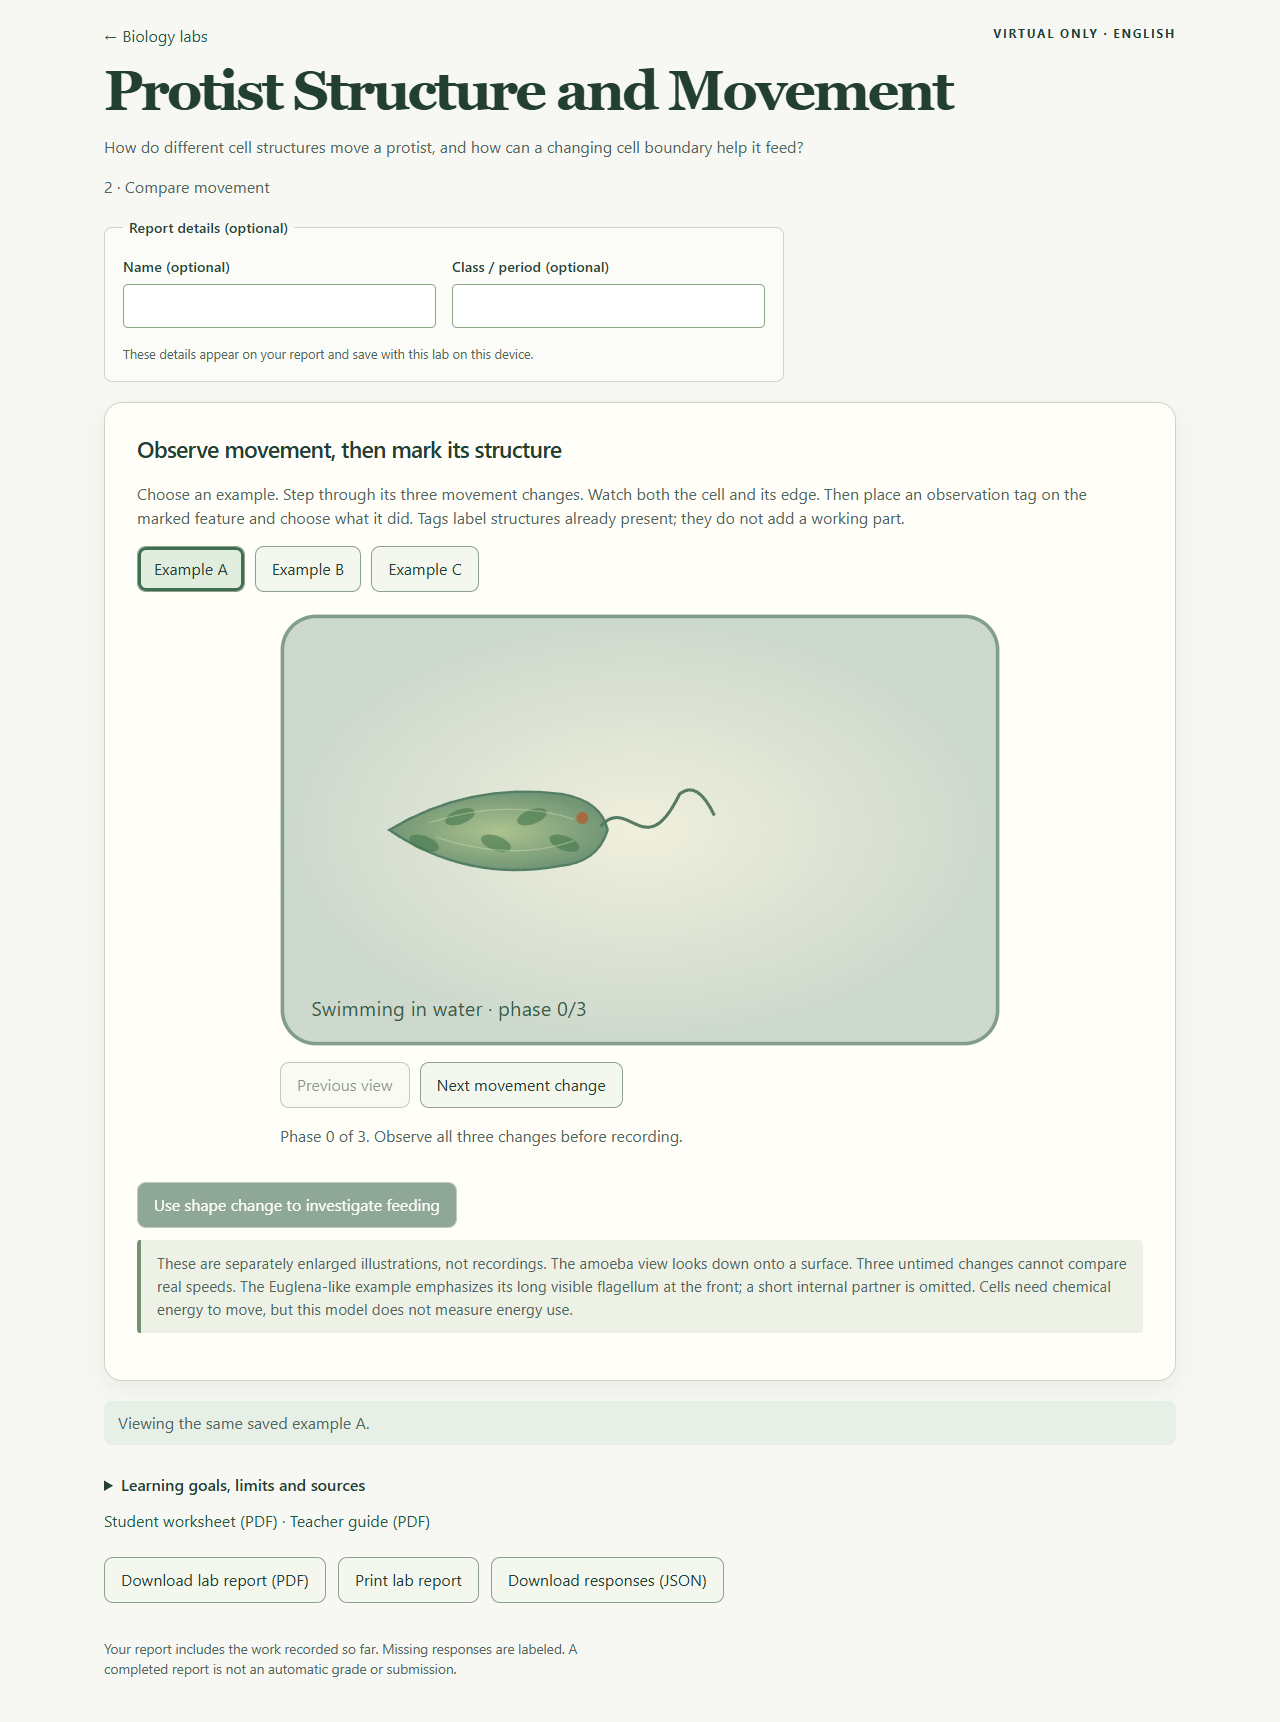 ← Biology labs
VIRTUAL ONLY · ENGLISH
Protist Structure and Movement
How do different cell structures move a protist, and how can a changing cell boundary help it feed?
2 · Compare movement
Report details (optional)
Name (optional)
Class / period (optional)
These details appear on your report and save with this lab on this device.
Observe movement, then mark its structure
Choose an example. Step through its three movement changes. Watch both the cell and its edge. Then place an observation tag on the
marked feature and choose what it did. Tags label structures already present; they do not add a working part.
Example A
Example B
Example C
Swimming in water · phase 0/3
Previous view
Next movement change
Phase 0 of 3. Observe all three changes before recording.
Use shape change to investigate feeding
These are separately enlarged illustrations, not recordings. The amoeba view looks down onto a surface. Three untimed changes cannot compare
real speeds. The Euglena-like example emphasizes its long visible flagellum at the front; a short internal partner is omitted. Cells need chemical
energy to move, but this model does not measure energy use.
Viewing the same saved example A.
▶ Learning goals, limits and sources
Student worksheet (PDF) · Teacher guide (PDF)
Download lab report (PDF)
Print lab report
Download responses (JSON)
Your report includes the work recorded so far. Missing responses are labeled. A
completed report is not an automatic grade or submission.